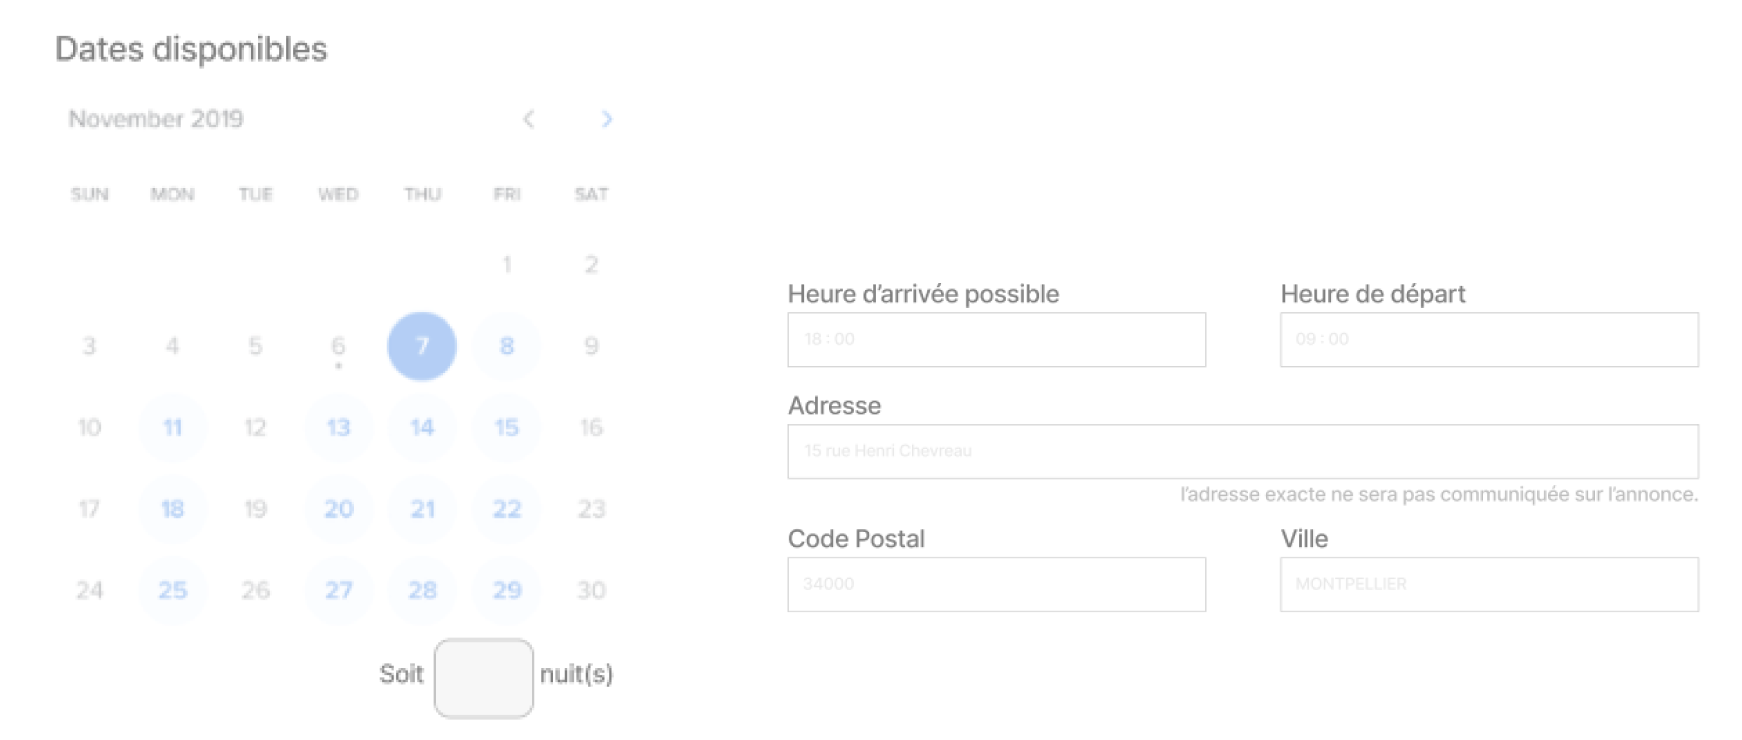 Dates disponibles
November 2019 < >
SUN MON TUE WED THU FRI SAT
1 2
3 4 5 6 7 8 9
10 11 12 13 14 15 16
17 18 19 20 21 22 23
24 25 26 27 28 29 30
Soit nuit(s)
Heure d’arrivée possible Heure de départ
18 : 00 09 : 00
Adresse
15 rue Henri Chevreau
l’adresse exacte ne sera pas communiquée sur l’annonce.
Code Postal Ville
34000 MONTPELLIER